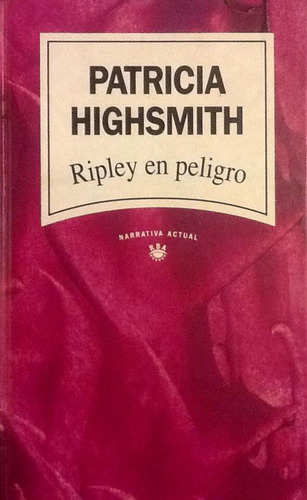 PATRICIA
HIGHSMITH
Ripley en peligro
NARRATIVA ACTUAL
RBA